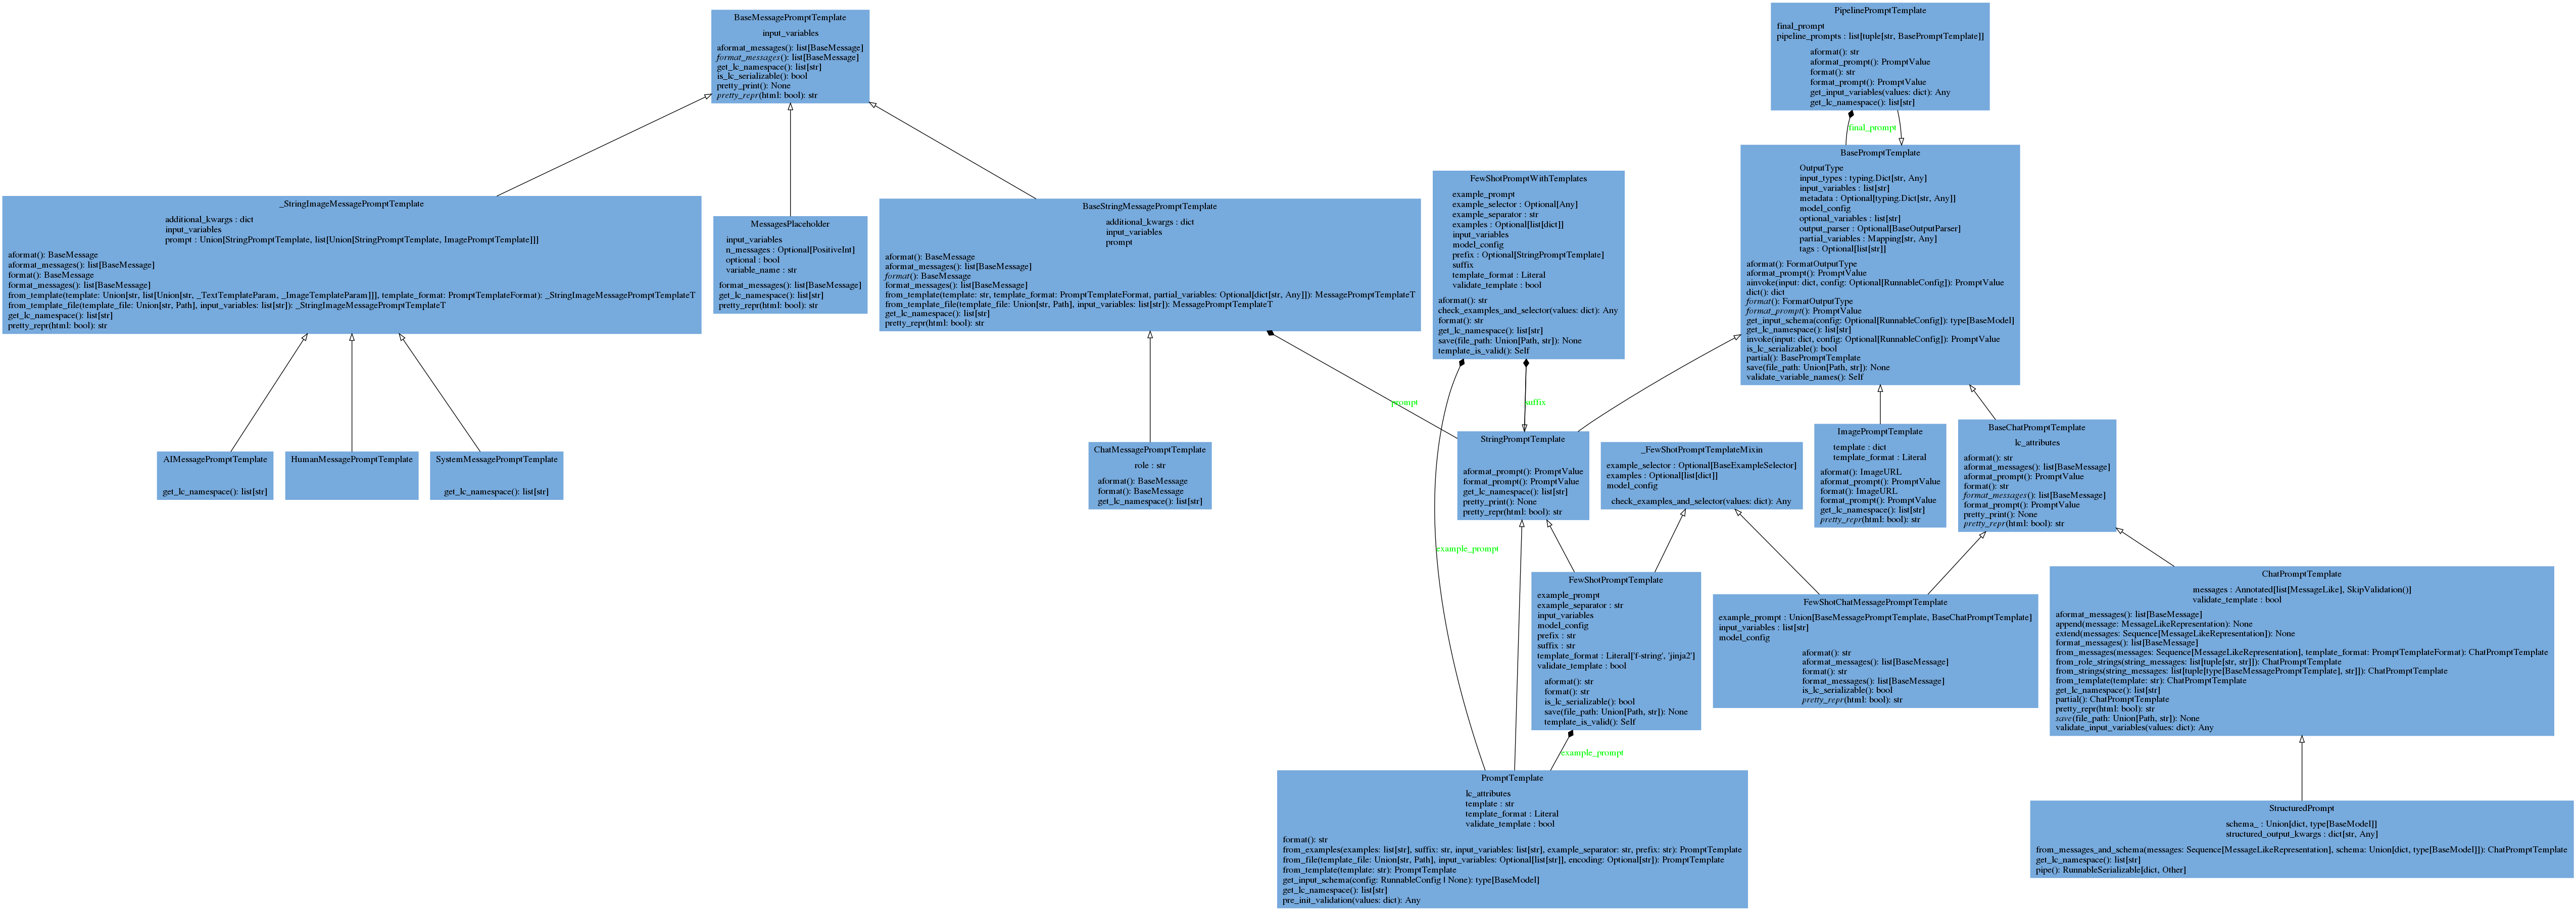 BaseMessagePromptTemplate
input_variables
aformat_messages(): list[BaseMessage]
format_messages(): list[BaseMessage]
get_lc_namespace(): list[str]
is_lc_serializable(): bool
pretty_print(): None
pretty_repr(html: bool): str
PipelinePromptTemplate
final_prompt
pipeline_prompts : list[tuple[str, BasePromptTemplate]]
aformat(): str
aformat_prompt(): PromptValue
format(): str
format_prompt(): PromptValue
get_input_variables(values: dict): Any
get_lc_namespace(): list[str]
final_prompt
_StringImageMessagePromptTemplate
additional_kwargs : dict
input_variables
prompt : Union[StringPromptTemplate, list[Union[StringPromptTemplate, ImagePromptTemplate]]]
aformat(): BaseMessage
aformat_messages(): list[BaseMessage]
format(): BaseMessage
format_messages(): list[BaseMessage]
from_template(template: Union[str, list[Union[str, _TextTemplateParam, _ImageTemplateParam]]], template_format: PromptTemplateFormat): _StringImageMessagePromptTemplate
from_template_file(template_file: Union[str, Path], input_variables: list[str]): _StringImageMessagePromptTemplate
get_lc_namespace(): list[str]
pretty_repr(html: bool): str
MessagesPlaceholder
input_variables
n_messages : Optional[PositiveInt]
optional : bool
variable_name : str
format_messages(): list[BaseMessage]
get_lc_namespace(): list[str]
pretty_repr(html: bool): str
BaseStringMessagePromptTemplate
additional_kwargs : dict
input_variables
prompt
aformat(): BaseMessage
aformat_messages(): list[BaseMessage]
format(): BaseMessage
format_messages(): list[BaseMessage]
from_template(template: str, template_format: PromptTemplateFormat, partial_variables: Optional[dict[str, Any]]): MessagePromptTemplateT
from_template_file(template_file: Union[str, Path], input_variables: list[str]): MessagePromptTemplateT
get_lc_namespace(): list[str]
pretty_repr(html: bool): str
FewShotPromptWithTemplates
example_prompt
example_selector : Optional[Any]
example_separator : str
examples : Optional[list[dict]]
input_variables
model_config
prefix : Optional[StringPromptTemplate]
suffix
template_format : Literal
validate_template : bool
aformat(): str
check_examples_and_selector(values: dict): Any
format(): str
get_lc_namespace(): list[str]
save(file_path: Union[Path, str]): None
template_is_valid(): Self
BasePromptTemplate
OutputType
input_types : typing.Dict[str, Any]
input_variables : list[str]
metadata : Optional[typing.Dict[str, Any]]
model_config
optional_variables : list[str]
output_parser : Optional[BaseOutputParser]
partial_variables : Mapping[str, Any]
tags : Optional[list[str]]
aformat(): FormatOutputType
aformat_prompt(): PromptValue
ainvoke(input: dict, config: Optional[RunnableConfig]): PromptValue
dict(): dict
format(): FormatOutputType
format_prompt(): PromptValue
get_input_schema(config: Optional[RunnableConfig]): type[BaseModel]
get_lc_namespace(): list[str]
invoke(input: dict, config: Optional[RunnableConfig]): PromptValue
is_lc_serializable(): bool
partial(): BasePromptTemplate
save(file_path: Union[Path, str]): None
validate_variable_names(): Self
prompt
suffix
AIMessagePromptTemplate
get_lc_namespace(): list[str]
HumanMessagePromptTemplate
SystemMessagePromptTemplate
get_lc_namespace(): list[str]
ChatMessagePromptTemplate
role : str
aformat(): BaseMessage
format(): BaseMessage
get_lc_namespace(): list[str]
StringPromptTemplate
aformat_prompt(): PromptValue
format_prompt(): PromptValue
get_lc_namespace(): list[str]
pretty_print(): None
pretty_repr(html: bool): str
_FewShotPromptTemplateMixin
example_selector : Optional[BaseExampleSelector]
examples : Optional[list[dict]]
model_config
check_examples_and_selector(values: dict): Any
ImagePromptTemplate
template : dict
template_format : Literal
aformat(): ImageURL
aformat_prompt(): PromptValue
format(): ImageURL
format_prompt(): PromptValue
get_lc_namespace(): list[str]
pretty_repr(html: bool): str
BaseChatPromptTemplate
lc_attributes
aformat(): str
aformat_messages(): list[BaseMessage]
aformat_prompt(): PromptValue
format(): str
format_messages(): list[BaseMessage]
format_prompt(): PromptValue
pretty_print(): None
pretty_repr(html: bool): str
example_prompt
FewShotPromptTemplate
example_prompt
example_separator : str
input_variables
model_config
prefix : str
suffix : str
template_format : Literal['f-string', 'jinja2']
validate_template : bool
aformat(): str
format(): str
is_lc_serializable(): bool
save(file_path: Union[Path, str]): None
template_is_valid(): Self
FewShotChatMessagePromptTemplate
example_prompt : Union[BaseMessagePromptTemplate, BaseChatPromptTemplate]
input_variables : list[str]
model_config
aformat(): str
aformat_messages(): list[BaseMessage]
format(): str
format_messages(): list[BaseMessage]
is_lc_serializable(): bool
pretty_repr(html: bool): str
ChatPromptTemplate
messages : Annotated[list[MessageLike], SkipValidation()]
validate_template : bool
aformat_messages(): list[BaseMessage]
append(message: MessageLikeRepresentation): None
extend(messages: Sequence[MessageLikeRepresentation]): None
format_messages(): list[BaseMessage]
from_messages(messages: Sequence[MessageLikeRepresentation], template_format: PromptTemplateFormat): ChatPromptTemplate
from_role_strings(string_messages: list[tuple[str, str]]): ChatPromptTemplate
from_strings(string_messages: list[tuple[type[BaseMessagePromptTemplate], str]]): ChatPromptTemplate
from_template(template: str): ChatPromptTemplate
get_lc_namespace(): list[str]
partial(): ChatPromptTemplate
pretty_repr(html: bool): str
save(file_path: Union[Path, str]): None
validate_input_variables(values: dict): Any
example_prompt
PromptTemplate
lc_attributes
template : str
template_format : Literal
validate_template : bool
format(): str
from_examples(examples: list[str], suffix: str, input_variables: list[str], example_separator: str, prefix: str): PromptTemplate
from_file(template_file: Union[str, Path], input_variables: Optional[list[str]], encoding: Optional[str]): PromptTemplate
from_template(template: str): PromptTemplate
get_input_schema(config: RunnableConfig | None): type[BaseModel]
get_lc_namespace(): list[str]
pre_init_validation(values: dict): Any
StructuredPrompt
schema_ : Union[dict, type[BaseModel]]
structured_output_kwargs : dict[str, Any]
from_messages_and_schema(messages: Sequence[MessageLikeRepresentation], schema: Union[dict, type[BaseModel]]): ChatPromptTemplate
get_lc_namespace(): list[str]
pipe(): RunnableSerializable[dict, Other]